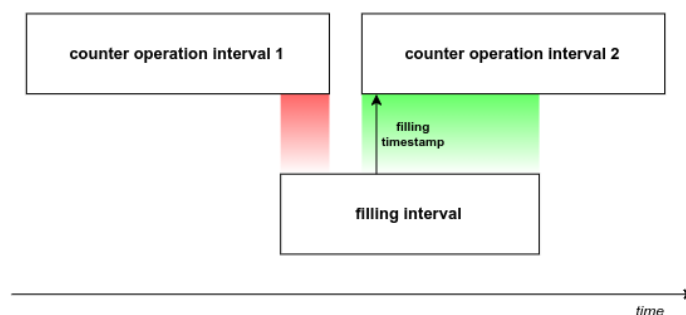 counter operation interval 1
counter operation interval 2
filling
timestamp
filling interval
time